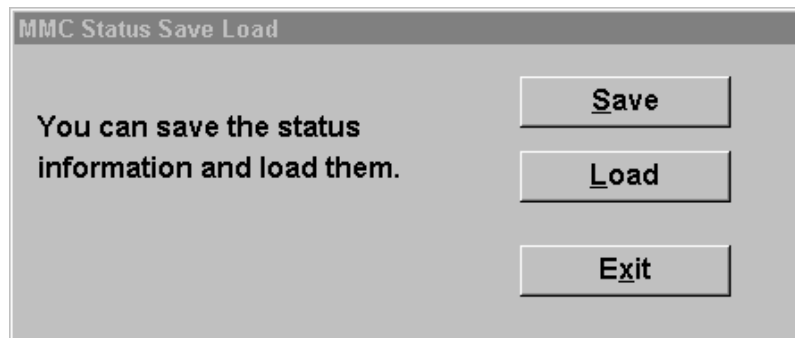 MMC Status Save Load
You can save the status
information and load them.
Save
Load
Exit